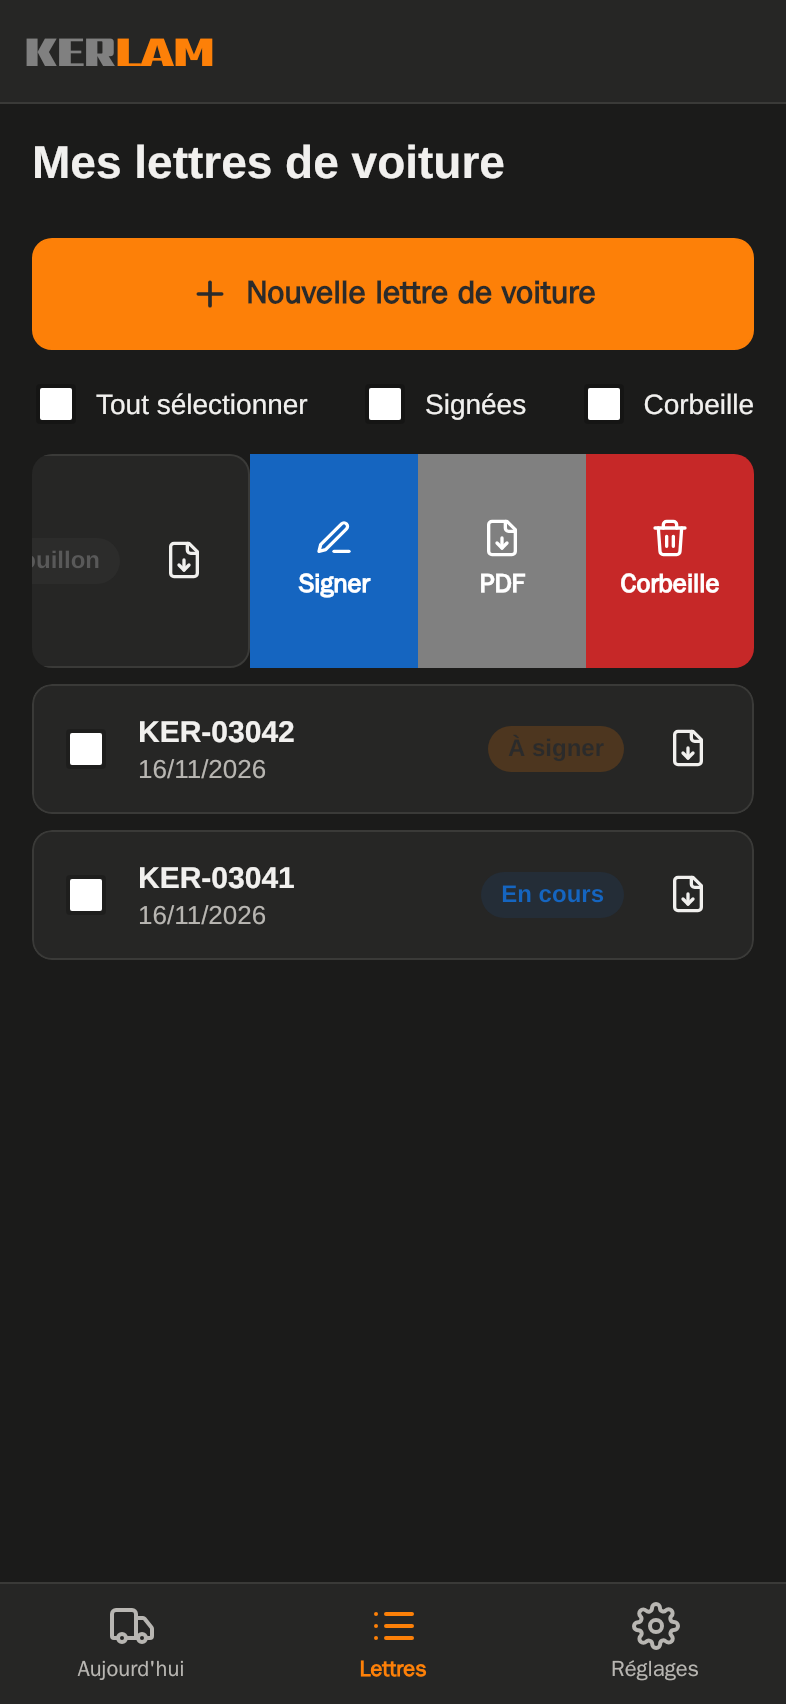 KERLAM
Mes lettres de voiture
Nouvelle lettre de voiture
Tout sélectionner
Signées
Corbeille
Signer
PDF
Corbeille
KER-03042
16/11/2026
À signer
KER-03041
16/11/2026
En cours
Aujourd'hui
Lettres
Réglages